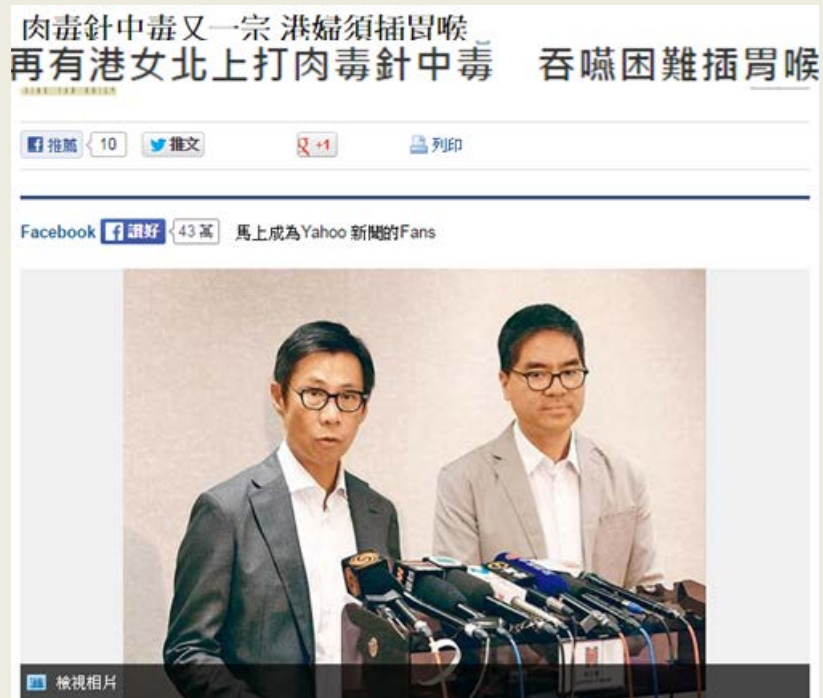 肉毒針中毒又一宗 港婦須插胃喉
再有港女北上打肉毒針中毒 吞嚥困難插胃喉
推薦 10 推文 +1 列印
Facebook 讚好 43 萬 馬上成為Yahoo 新聞的Fans
檢視相片